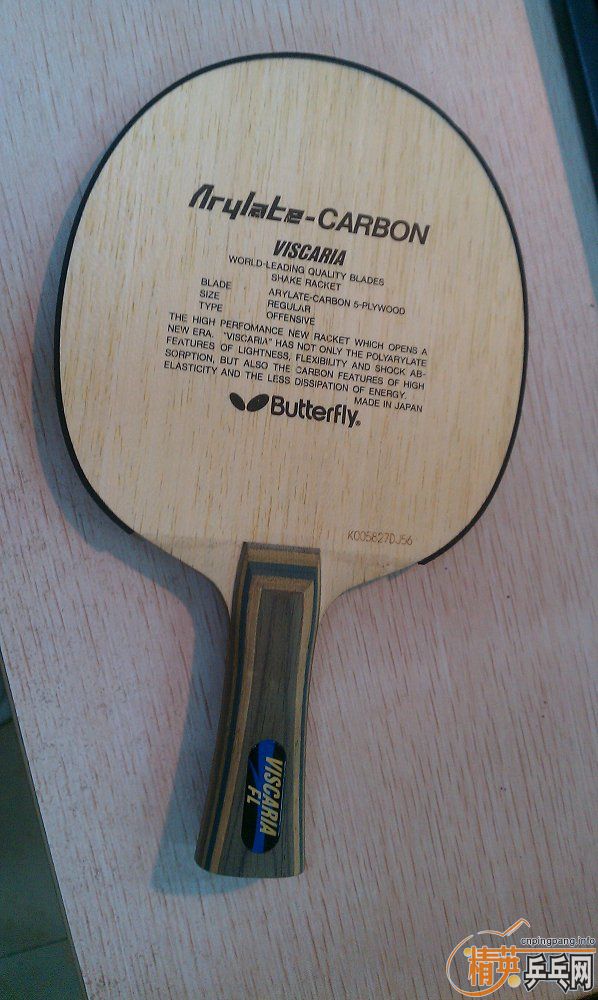 Arylate-CARBON
VISCARIA
WORLD-LEADING QUALITY BLADES
SHAKE RACKET
BLADE ARYLATE-CARBON 5-PLYWOOD
SIZE REGULAR
TYPE OFFENSIVE
THE HIGH PERFOMANCE NEW RACKET WHICH OPENS A
NEW ERA. "VISCARIA" HAS NOT ONLY THE POLYARYLATE
FEATURES OF LIGHTNESS, FLEXIBILITY AND SHOCK AB-
SORPTION, BUT ALSO THE CARBON FEATURES OF HIGH
ELASTICITY AND THE LESS DISSIPATION OF ENERGY.
MADE IN JAPAN
Butterfly®
K005827DJ56
VISCARIA
FL
cnpingpang.info
精英乒乓网